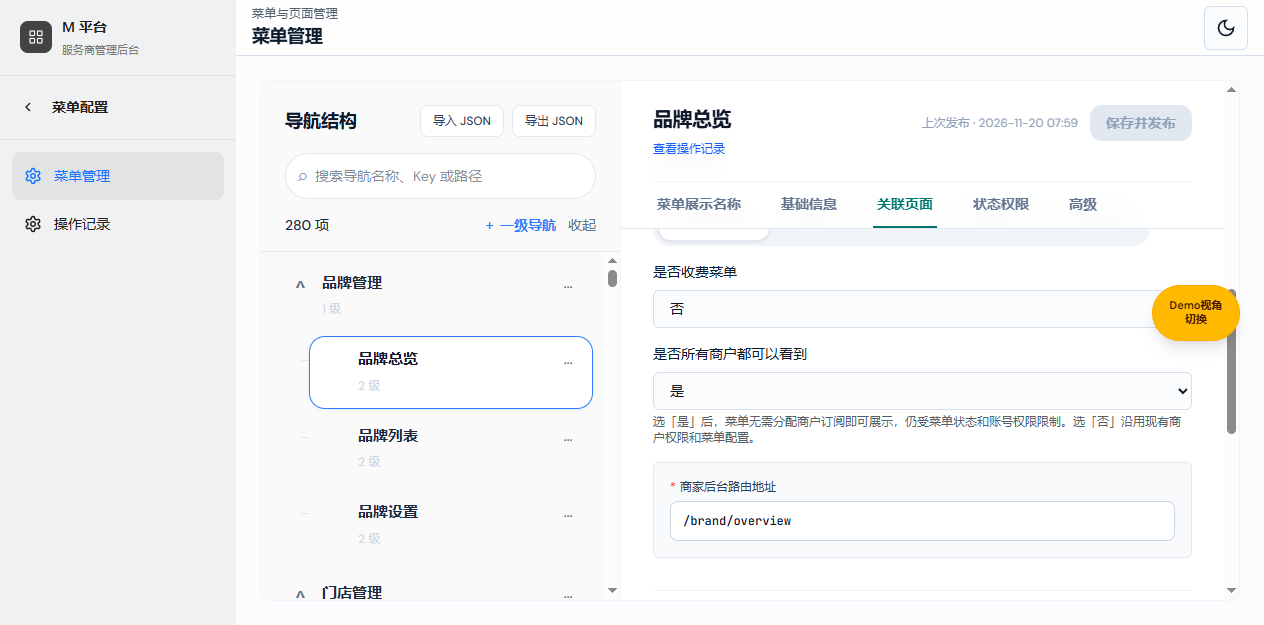 M 平台
服务商管理后台
菜单配置
菜单管理
操作记录
菜单与页面管理
菜单管理
导航结构
导入 JSON
导出 JSON
搜索导航名称、Key 或路径
280 项
+ 一级导航
收起
品牌管理
...
1 级
品牌总览
...
2 级
品牌列表
...
2 级
品牌设置
...
2 级
门店管理
...
品牌总览
上次发布 · 2026-11-20 07:59
保存并发布
查看操作记录
菜单展示名称
基础信息
关联页面
状态权限
高级
是否收费菜单
否
Demo视角
切换
是否所有商户都可以看到
是
选「是」后，菜单无需分配商户订阅即可展示，仍受菜单状态和账号权限限制。选「否」沿用现有商
户权限和菜单配置。
* 商家后台路由地址
/brand/overview